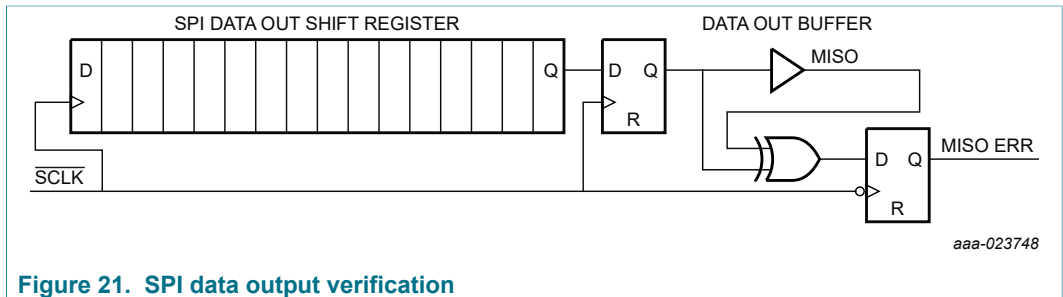 SPI DATA OUT SHIFT REGISTER
DATA OUT BUFFER
D
Q
D
Q
R
MISO
SCLK
D
Q
R
MISO ERR
aaa-023748
Figure 21. SPI data output verification